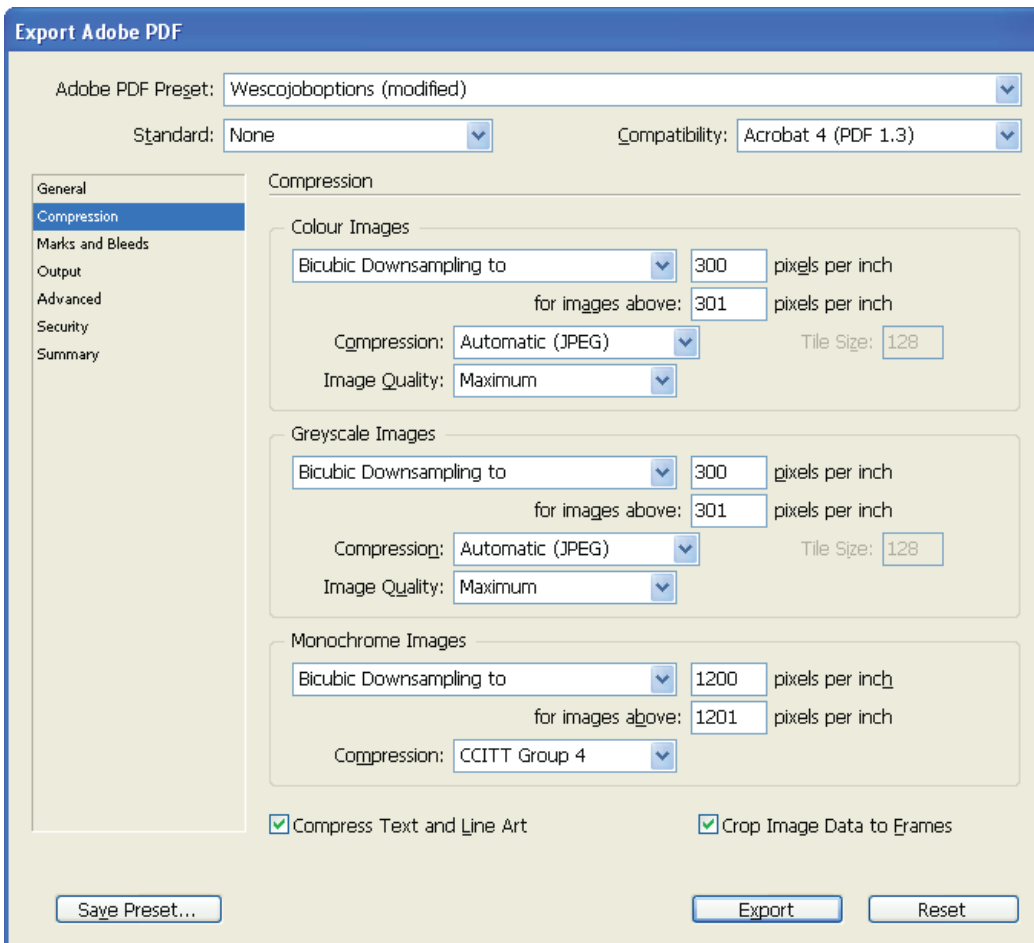 Export Adobe PDF
Adobe PDF Preset: Wescojoboptions (modified)
Standard: None Compatibility: Acrobat 4 (PDF 1.3)
General
Compression
Marks and Bleeds
Output
Advanced
Security
Summary
Compression
Colour Images
Bicubic Downsampling to 300 pixels per inch
for images above: 301 pixels per inch
Compression: Automatic (JPEG) Tile Size: 128
Image Quality: Maximum
Greyscale Images
Bicubic Downsampling to 300 pixels per inch
for images above: 301 pixels per inch
Compression: Automatic (JPEG) Tile Size: 128
Image Quality: Maximum
Monochrome Images
Bicubic Downsampling to 1200 pixels per inch
for images above: 1201 pixels per inch
Compression: CCITT Group 4
Compress Text and Line Art Crop Image Data to Frames
Save Preset... Export Reset